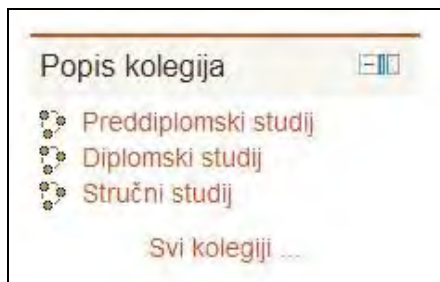 Popis kolegija
Preddiplomski studij
Diplomski studij
Stručni studij
Svi kolegiji ...